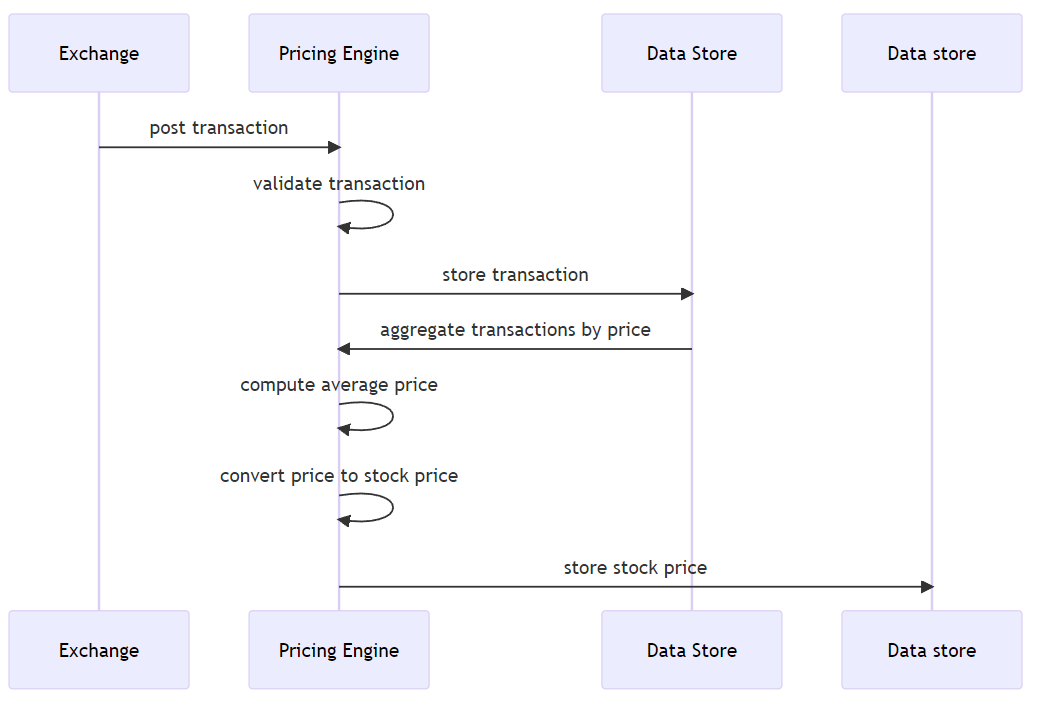 Exchange
Pricing Engine
Data Store
Data store
post transaction
validate transaction
store transaction
aggregate transactions by price
compute average price
convert price to stock price
store stock price
Exchange
Pricing Engine
Data Store
Data store